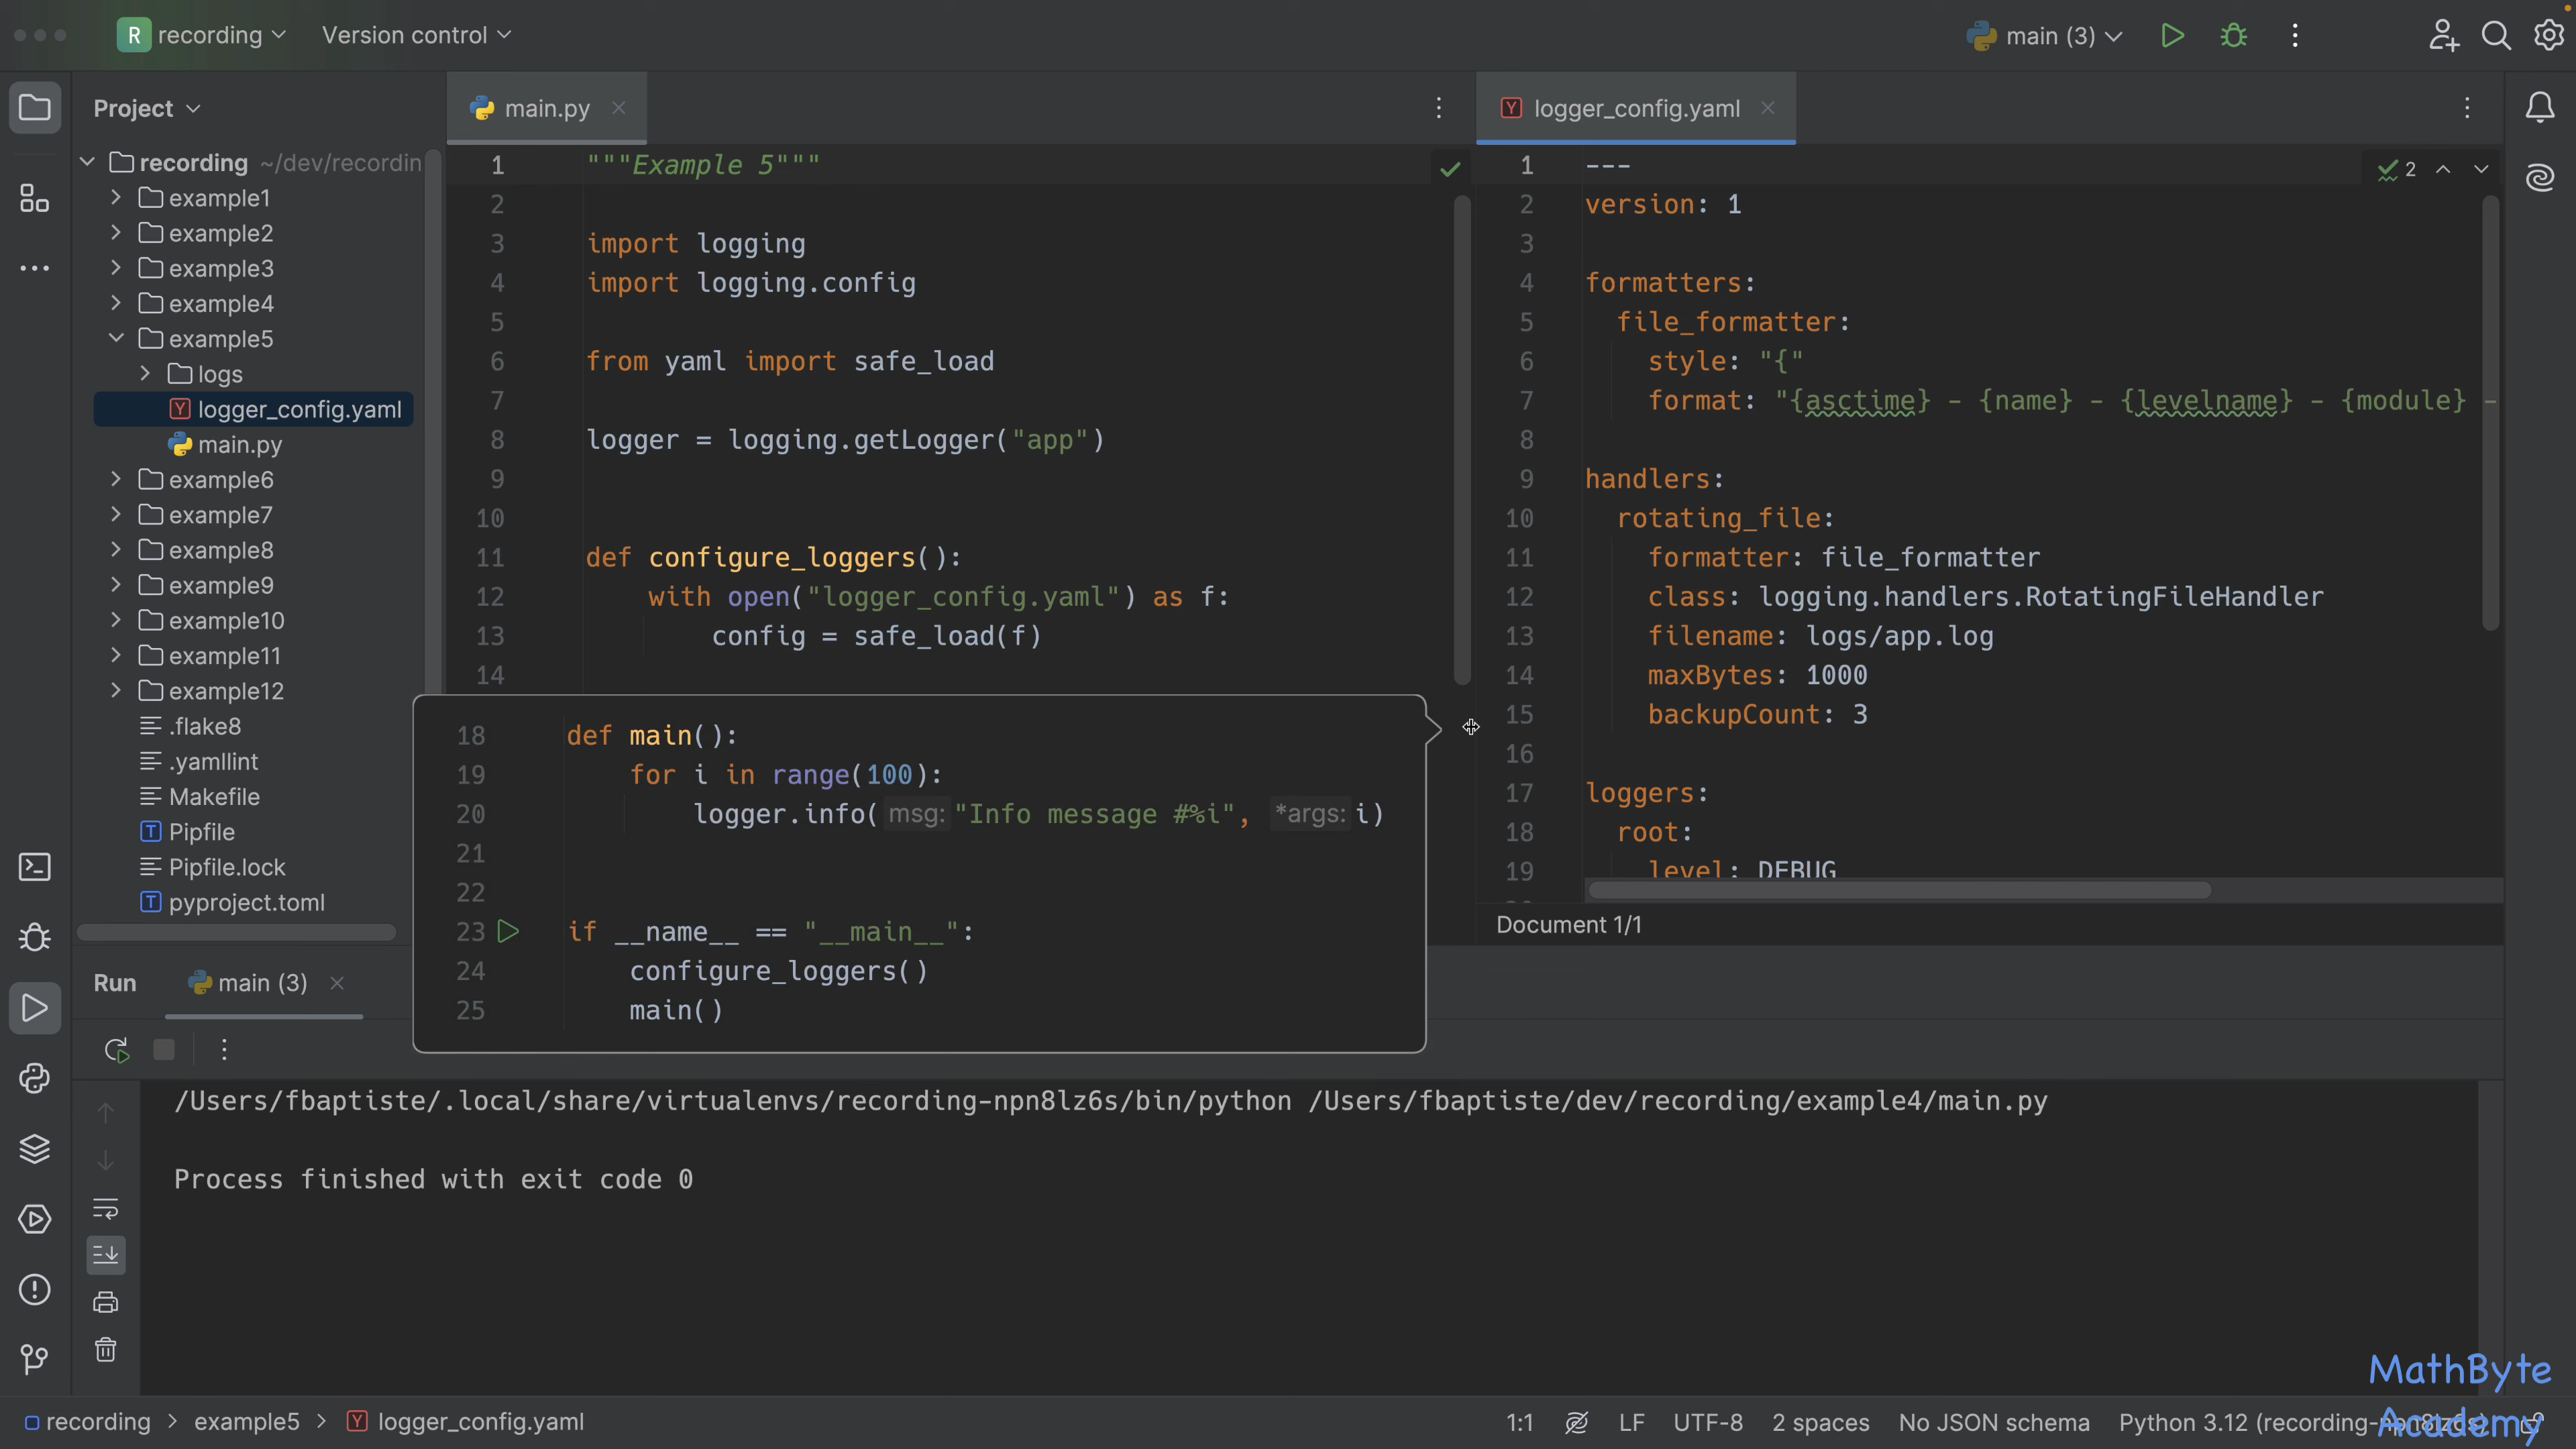 R recording Version control main (3)
Project
recording ~/dev/recordin
example1
example2
example3
example4
example5
logs
logger_config.yaml
main.py
example6
example7
example8
example9
example10
example11
example12
.flake8
.yamllint
Makefile
Pipfile
Pipfile.lock
pyproject.toml
main.py
1 """Example 5"""
2
3 import logging
4 import logging.config
5
6 from yaml import safe_load
7
8 logger = logging.getLogger("app")
9
10
11 def configure_loggers():
12 with open("logger_config.yaml") as f:
13 config = safe_load(f)
14
18 def main():
19 for i in range(100):
20 logger.info( msg: "Info message #%i", *args: i)
21
22
23 if __name__ == "__main__":
24 configure_loggers()
25 main()
logger_config.yaml
2
1 ---
2 version: 1
3
4 formatters:
5 file_formatter:
6 style: "{"
7 format: "{asctime} - {name} - {levelname} - {module} -
8
9 handlers:
10 rotating_file:
11 formatter: file_formatter
12 class: logging.handlers.RotatingFileHandler
13 filename: logs/app.log
14 maxBytes: 1000
15 backupCount: 3
16
17 loggers:
18 root:
19 level: DEBUG
Document 1/1
Run main (3)
/Users/fbaptiste/.local/share/virtualenvs/recording-npn8lz6s/bin/python /Users/fbaptiste/dev/recording/example4/main.py
Process finished with exit code 0
MathByte
Academy
recording > example5 > logger_config.yaml
1:1 LF UTF-8 2 spaces No JSON schema Python 3.12 (recording-npn8lz6s)